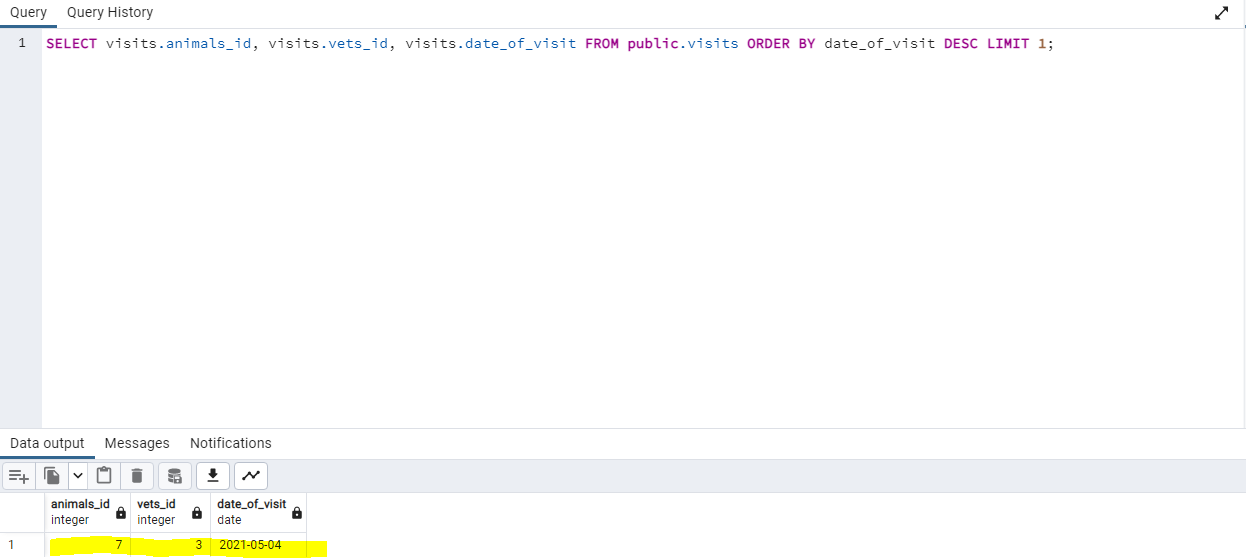 Query Query History
1 SELECT visits.animals_id, visits.vets_id, visits.date_of_visit FROM public.visits ORDER BY date_of_visit DESC LIMIT 1;
Data output Messages Notifications
animals_id vets_id date_of_visit
integer integer date
1 7 3 2021-05-04